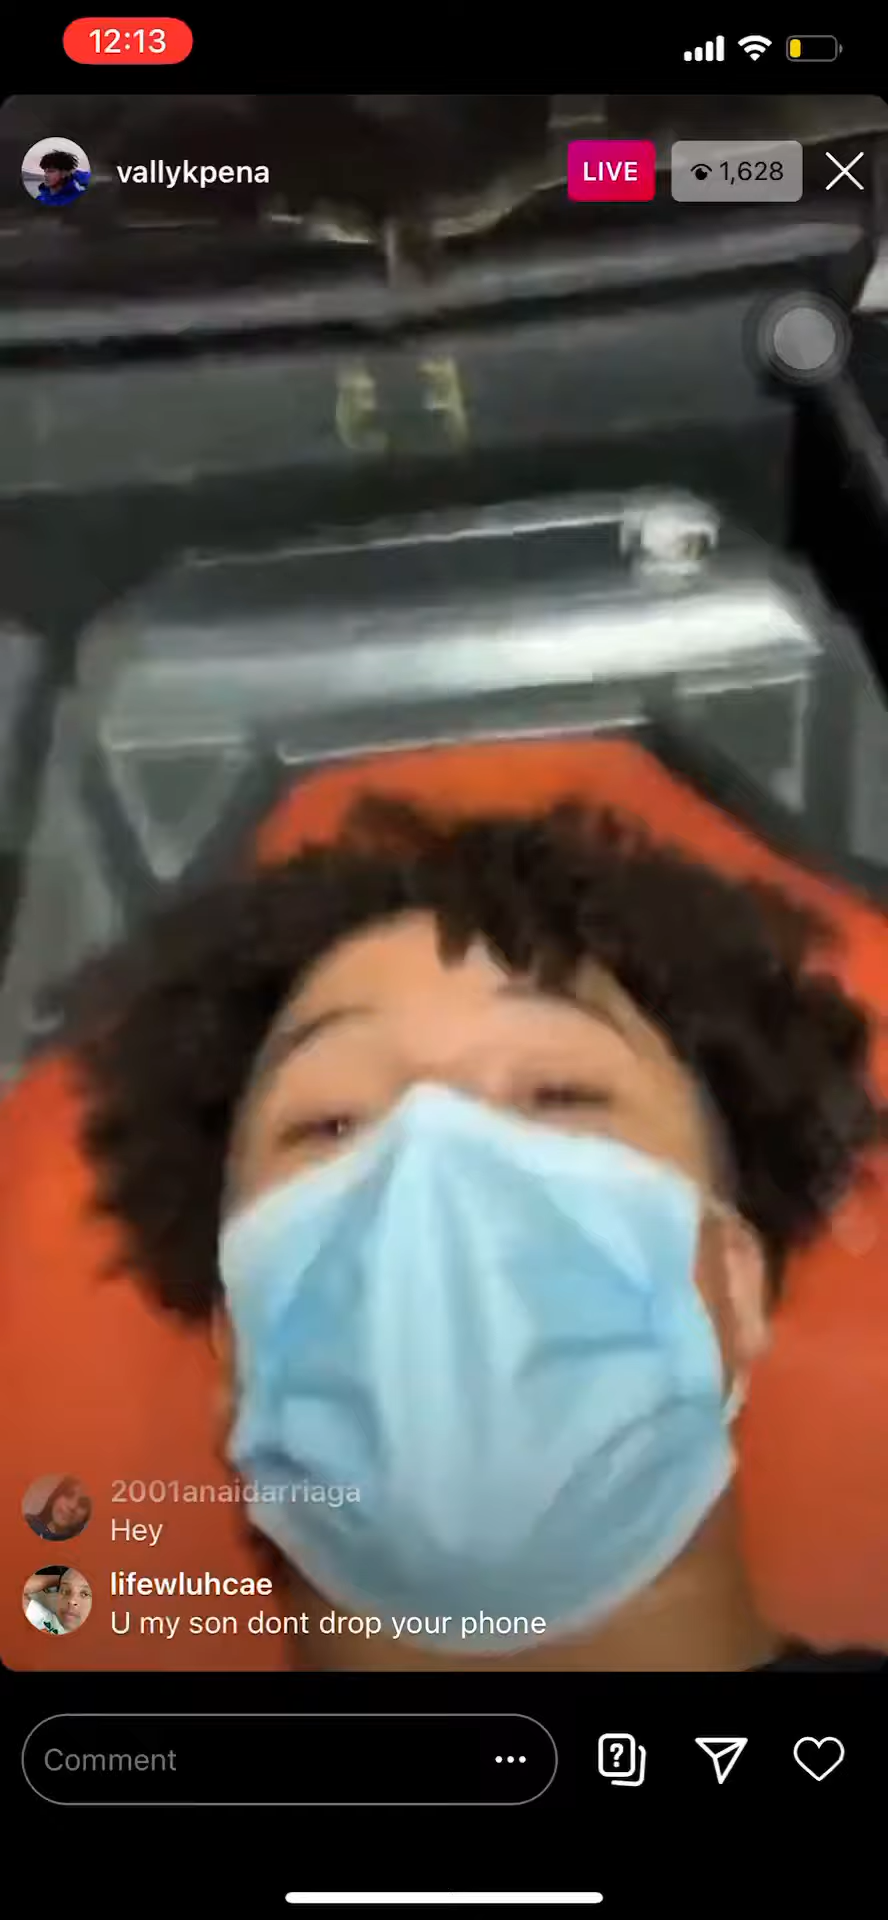 12:13
vallykpena
LIVE
1,628
2001anaidarriaga
Hey
lifewluhcae
U my son dont drop your phone
Comment